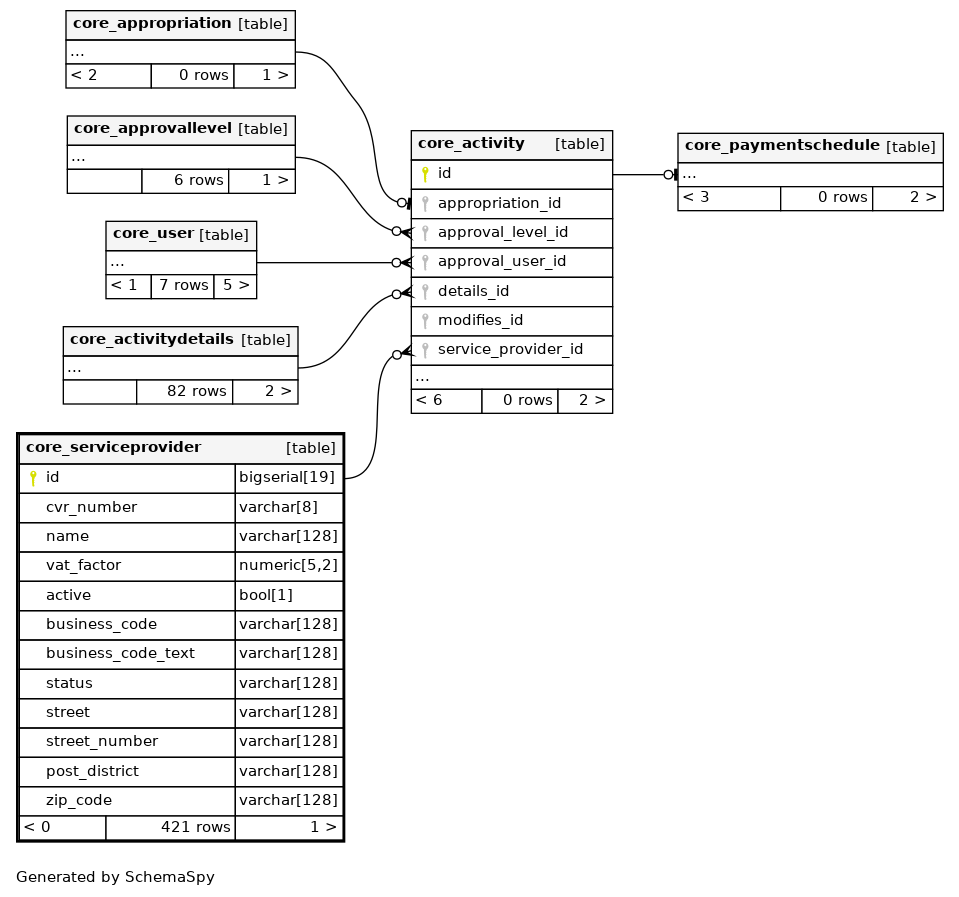 core_appropriation [table]
...
< 2 0 rows 1 >
core_approvallevel [table]
...
6 rows 1 >
core_user [table]
...
< 1 7 rows 5 >
core_activitydetails [table]
...
82 rows 2 >
core_serviceprovider [table]
id bigserial[19]
cvr_number varchar[8]
name varchar[128]
vat_factor numeric[5,2]
active bool[1]
business_code varchar[128]
business_code_text varchar[128]
status varchar[128]
street varchar[128]
street_number varchar[128]
post_district varchar[128]
zip_code varchar[128]
< 0 421 rows 1 >
core_activity [table]
id
appropriation_id
approval_level_id
approval_user_id
details_id
modifies_id
service_provider_id
...
< 6 0 rows 2 >
core_paymentschedule [table]
...
< 3 0 rows 2 >
Generated by SchemaSpy